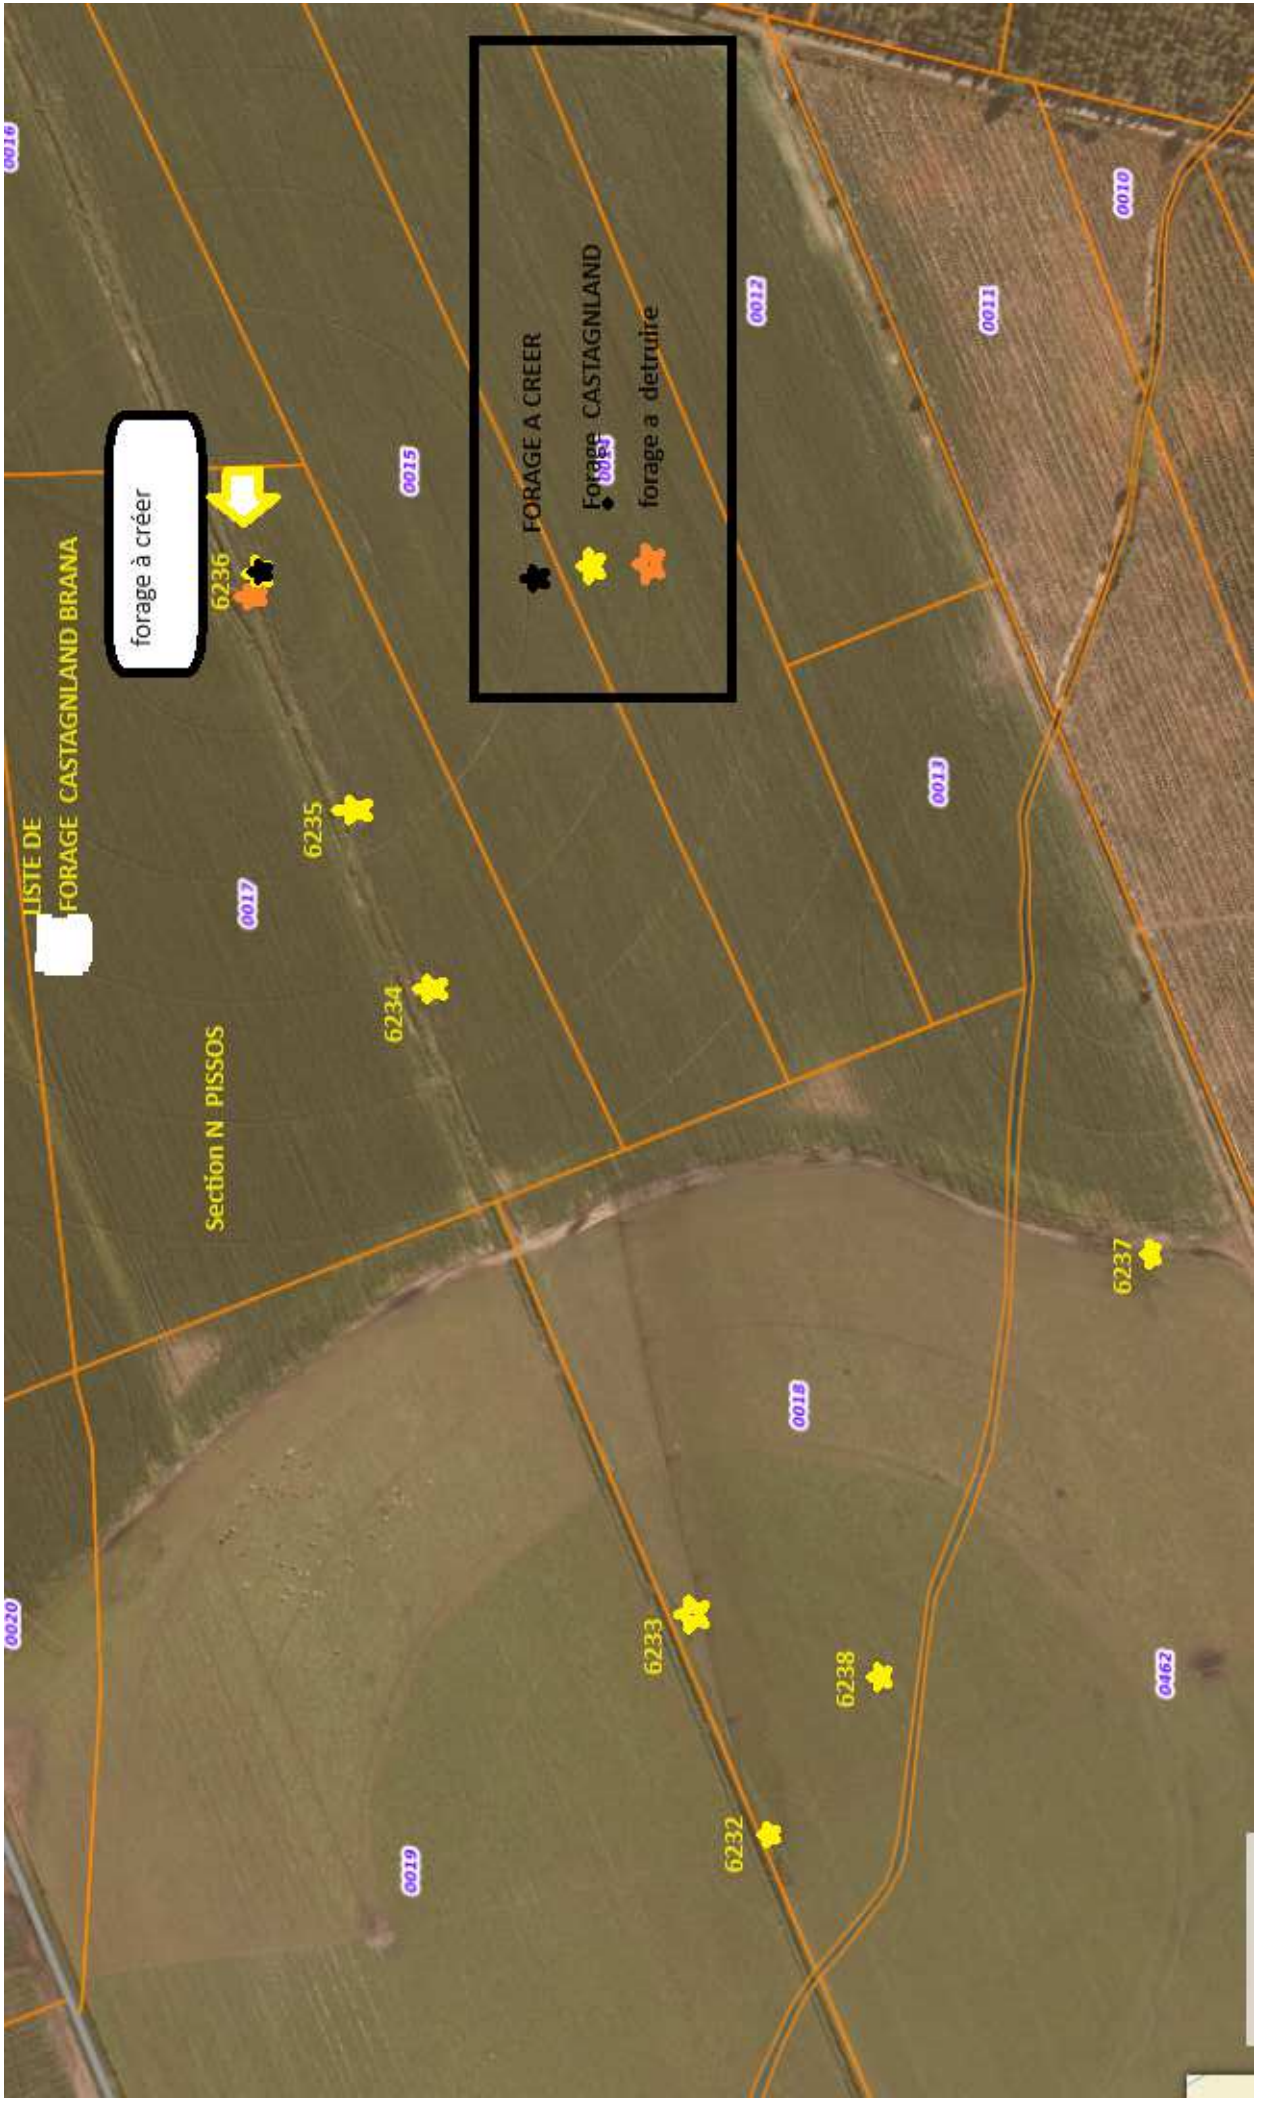 LISTE DE
FORAGE CASTAGNLAND BRANA
forage à créer
Section N PISSOS
6236
6235
6234
6233
6232
6238
6237
FORAGE A CREER
Forage CASTAGNLAND
forage a detruire
0016
0015
0017
0014
0012
0010
0011
0013
0018
0020
0019
0462